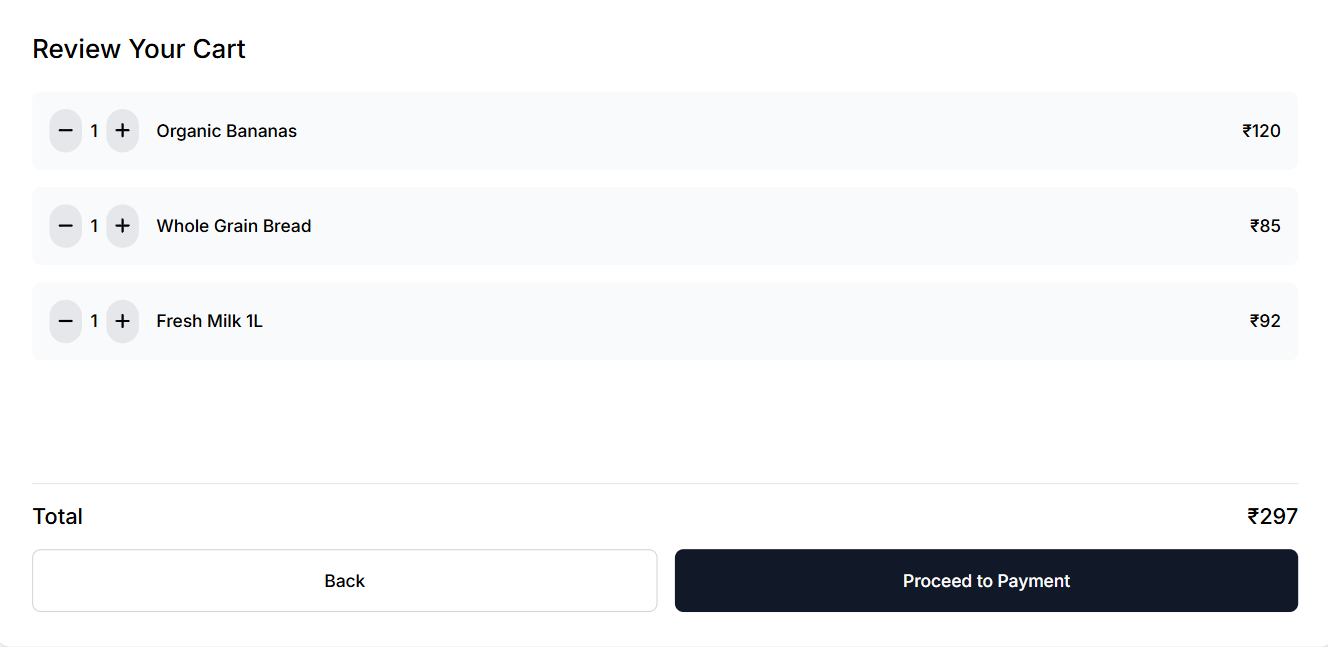 Review Your Cart
− 1 + Organic Bananas ₹120
− 1 + Whole Grain Bread ₹85
− 1 + Fresh Milk 1L ₹92
Total ₹297
Back Proceed to Payment